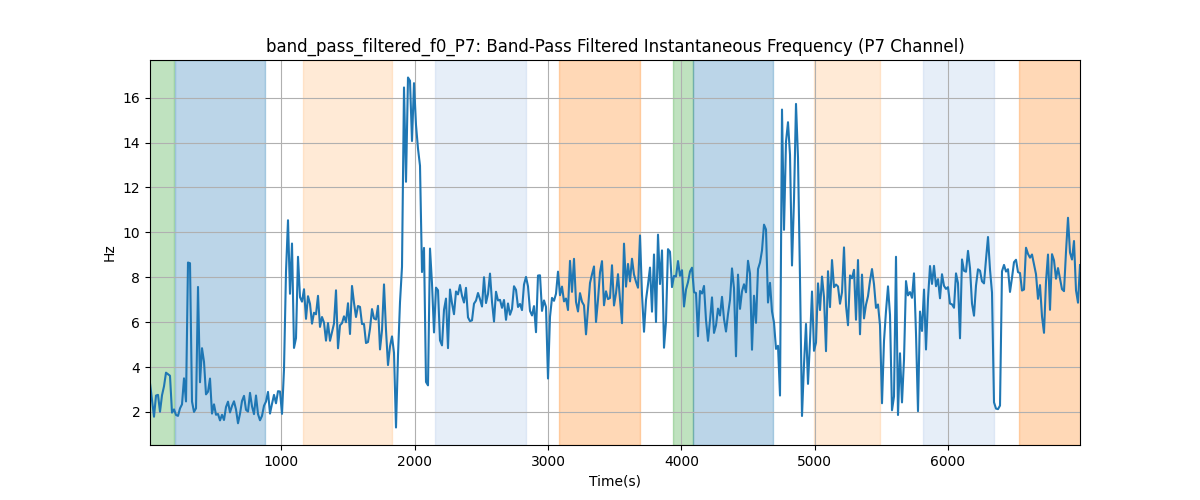 band_pass_filtered_f0_P7: Band-Pass Filtered Instantaneous Frequency (P7 Channel)
Hz
16
14
12
10
8
6
4
2
1000 2000 3000 4000 5000 6000
Time(s)